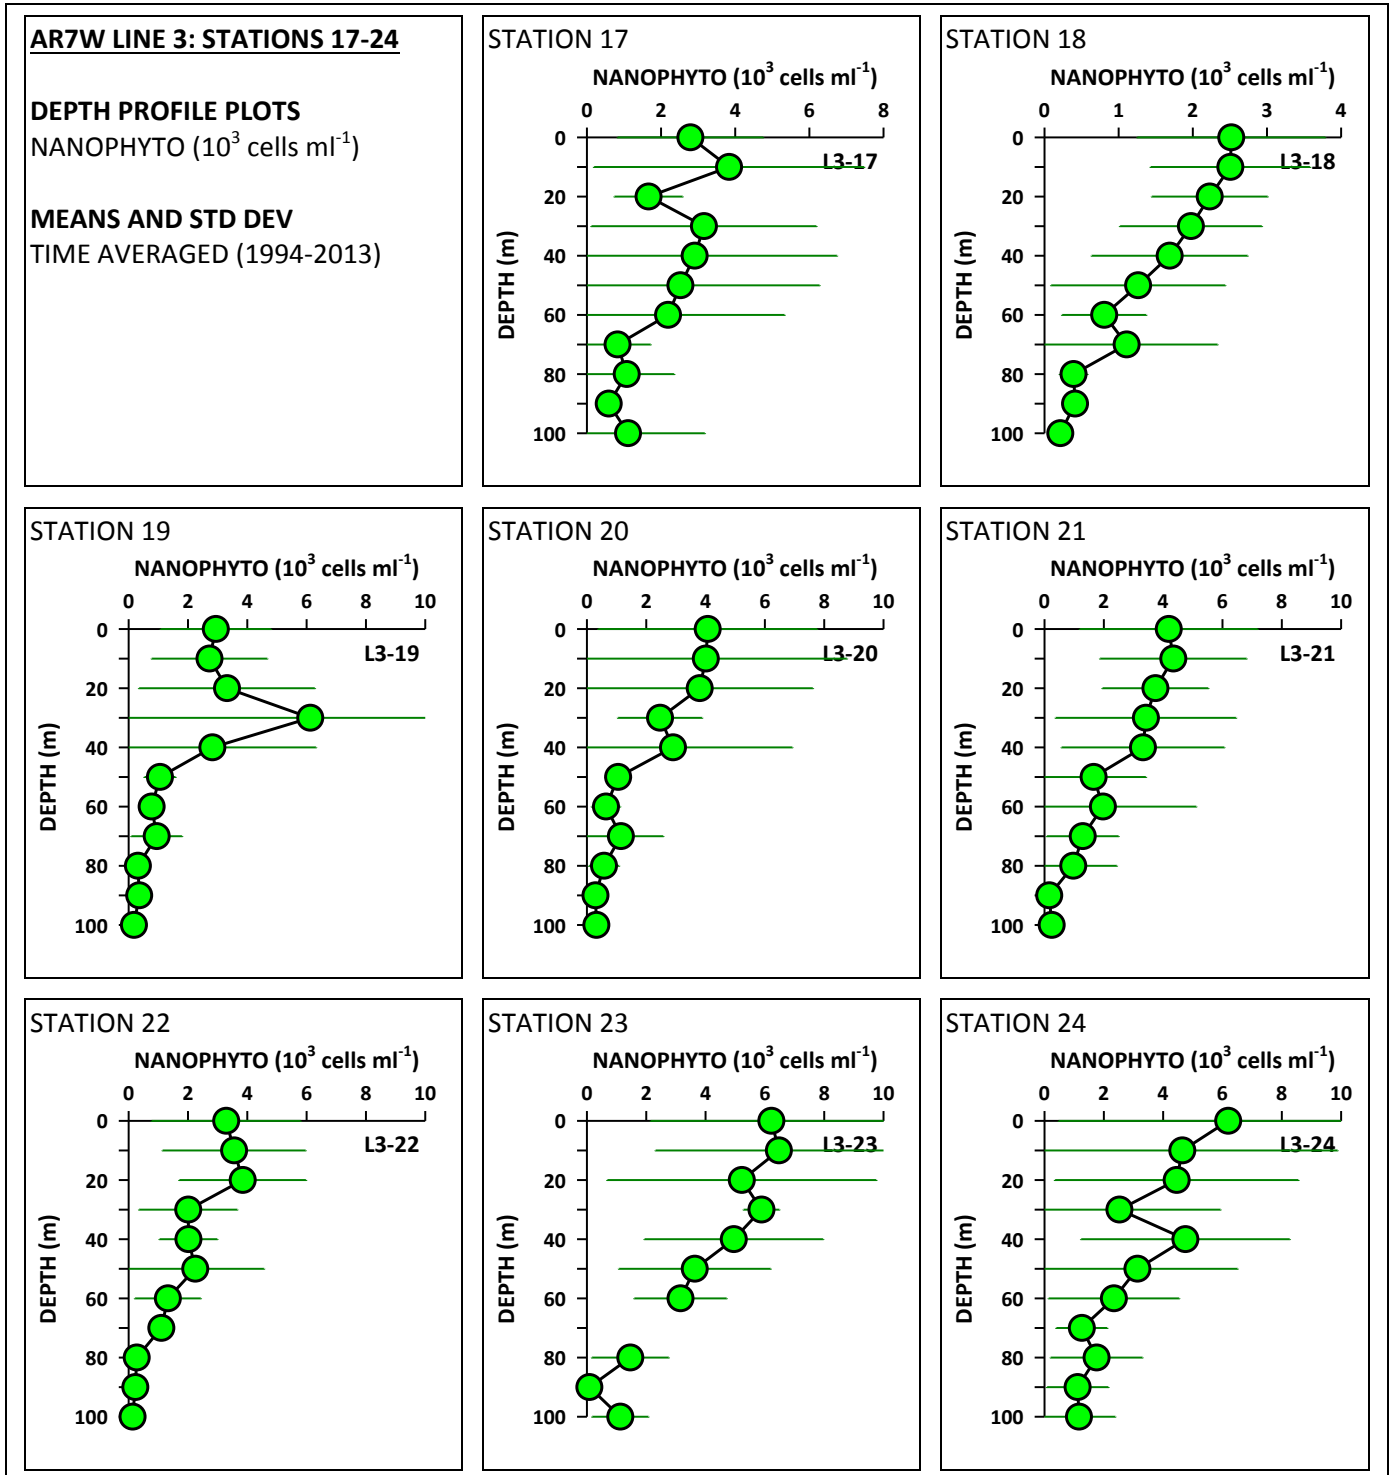 AR7W LINE 3: STATIONS 17-24
DEPTH PROFILE PLOTS
NANOPHYTO (10³ cells ml⁻¹)
MEANS AND STD DEV
TIME AVERAGED (1994-2013)
STATION 17
NANOPHYTO (10³ cells ml⁻¹)
0 2 4 6 8
L3-17
DEPTH (m)
0
20
40
60
80
100
STATION 18
NANOPHYTO (10³ cells ml⁻¹)
0 1 2 3 4
L3-18
DEPTH (m)
0
20
40
60
80
100
STATION 19
NANOPHYTO (10³ cells ml⁻¹)
0 2 4 6 8 10
L3-19
DEPTH (m)
0
20
40
60
80
100
STATION 20
NANOPHYTO (10³ cells ml⁻¹)
0 2 4 6 8 10
L3-20
DEPTH (m)
0
20
40
60
80
100
STATION 21
NANOPHYTO (10³ cells ml⁻¹)
0 2 4 6 8 10
L3-21
DEPTH (m)
0
20
40
60
80
100
STATION 22
NANOPHYTO (10³ cells ml⁻¹)
0 2 4 6 8 10
L3-22
DEPTH (m)
0
20
40
60
80
100
STATION 23
NANOPHYTO (10³ cells ml⁻¹)
0 2 4 6 8 10
L3-23
DEPTH (m)
0
20
40
60
80
100
STATION 24
NANOPHYTO (10³ cells ml⁻¹)
0 2 4 6 8 10
L3-24
DEPTH (m)
0
20
40
60
80
100